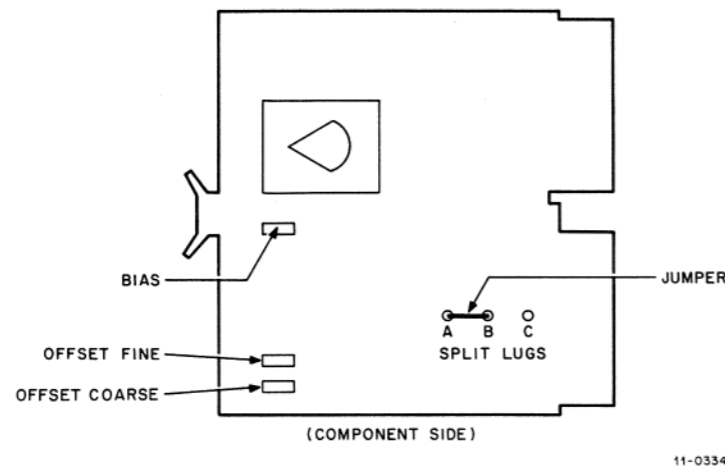 BIAS
JUMPER
A B C
SPLIT LUGS
OFFSET FINE
OFFSET COARSE
(COMPONENT SIDE)
11-0334